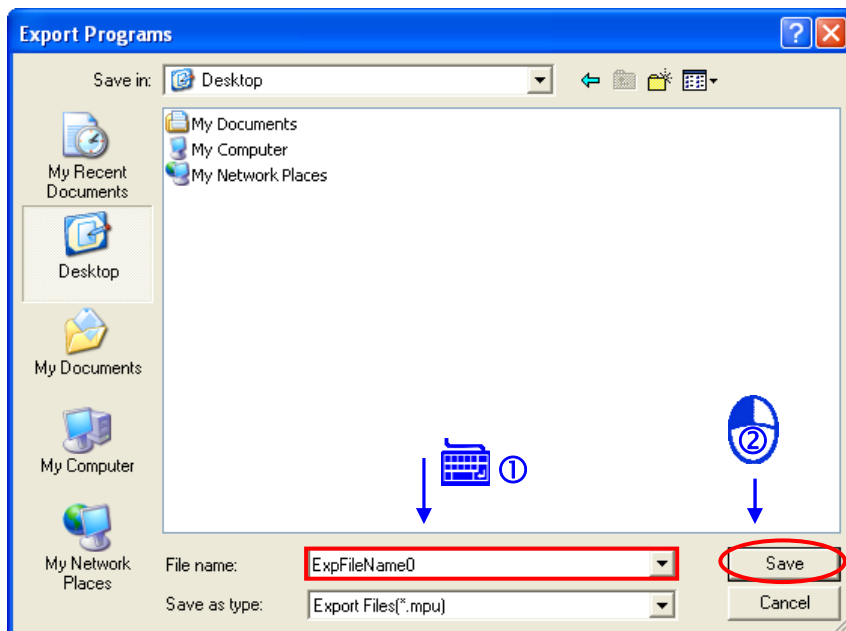 Export Programs
Save in:
Desktop
My Documents
My Computer
My Network Places
My Recent
Documents
Desktop
My Documents
My Computer
My Network
Places
①
②
File name:
ExpFileName0
Save
Save as type:
Export Files(*.mpu)
Cancel